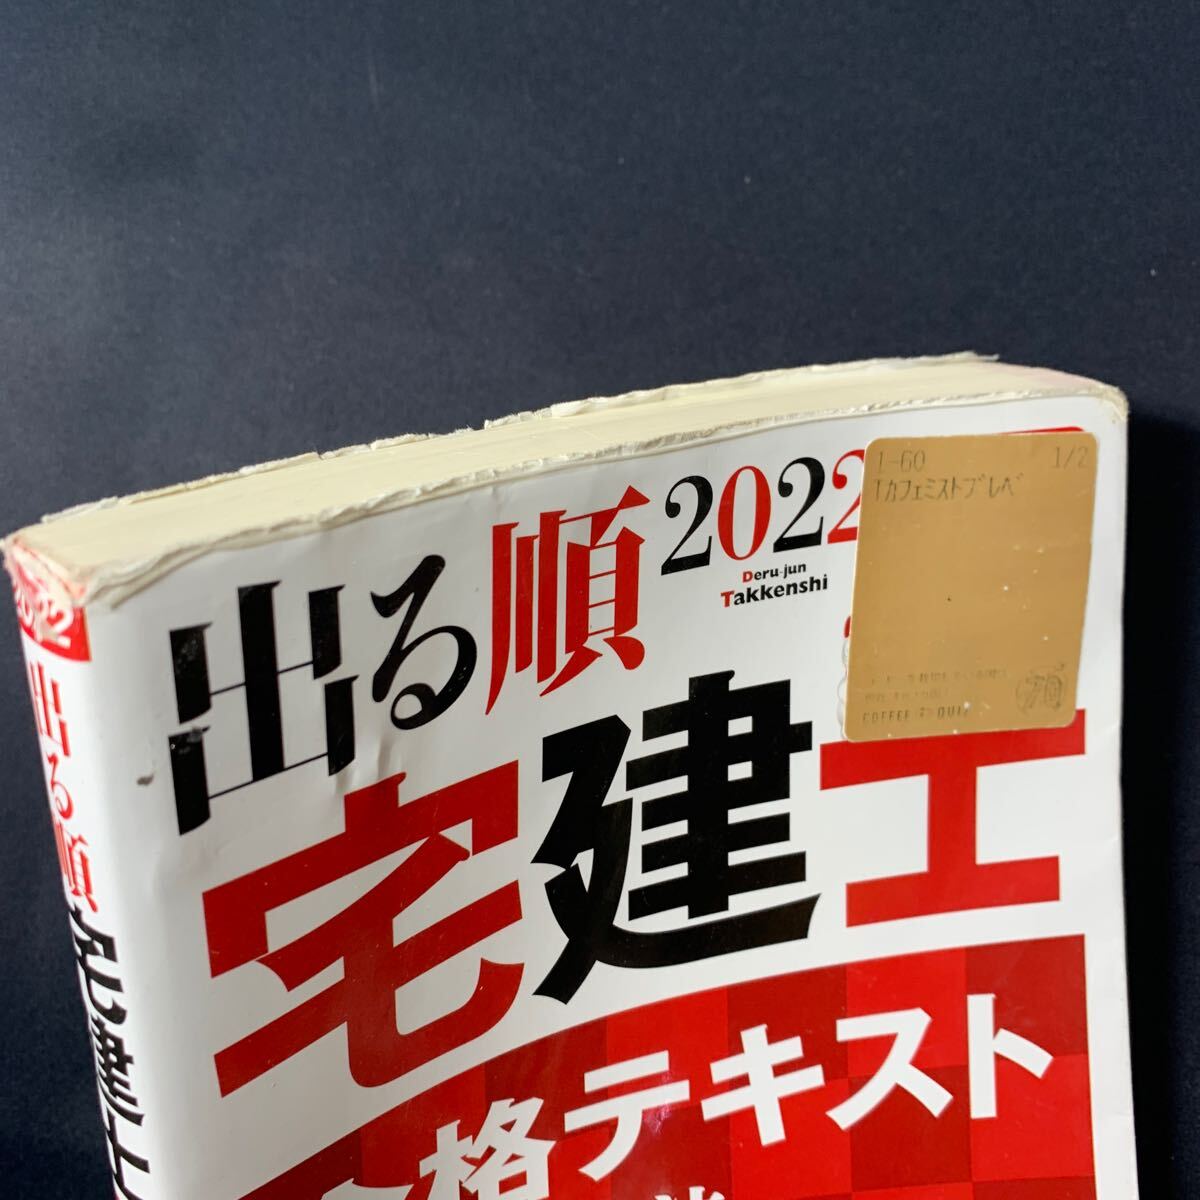 出る順
2022
Deru-jun
Takkenshi
1-60 1/2
Tカフェミストブレベ
COFFEE
宅建士
合格テキスト
2022
出る順
宅建士